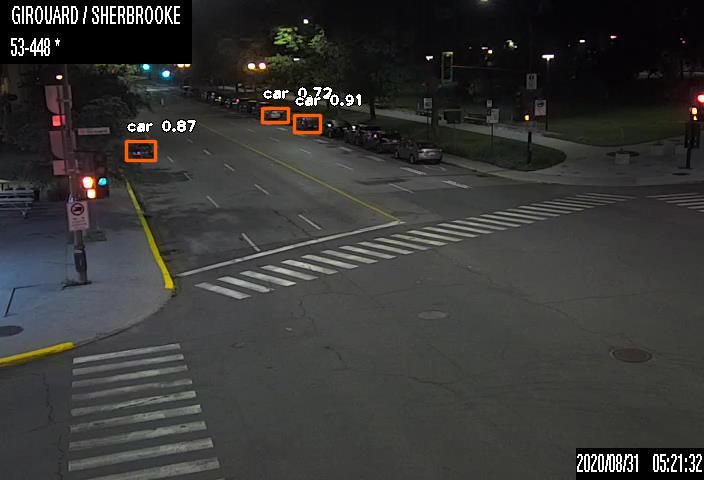 GIROUARD / SHERBROOKE
53-448 *
car 0.72
car 0.91
car 0.87
2020/08/31 05:21:32